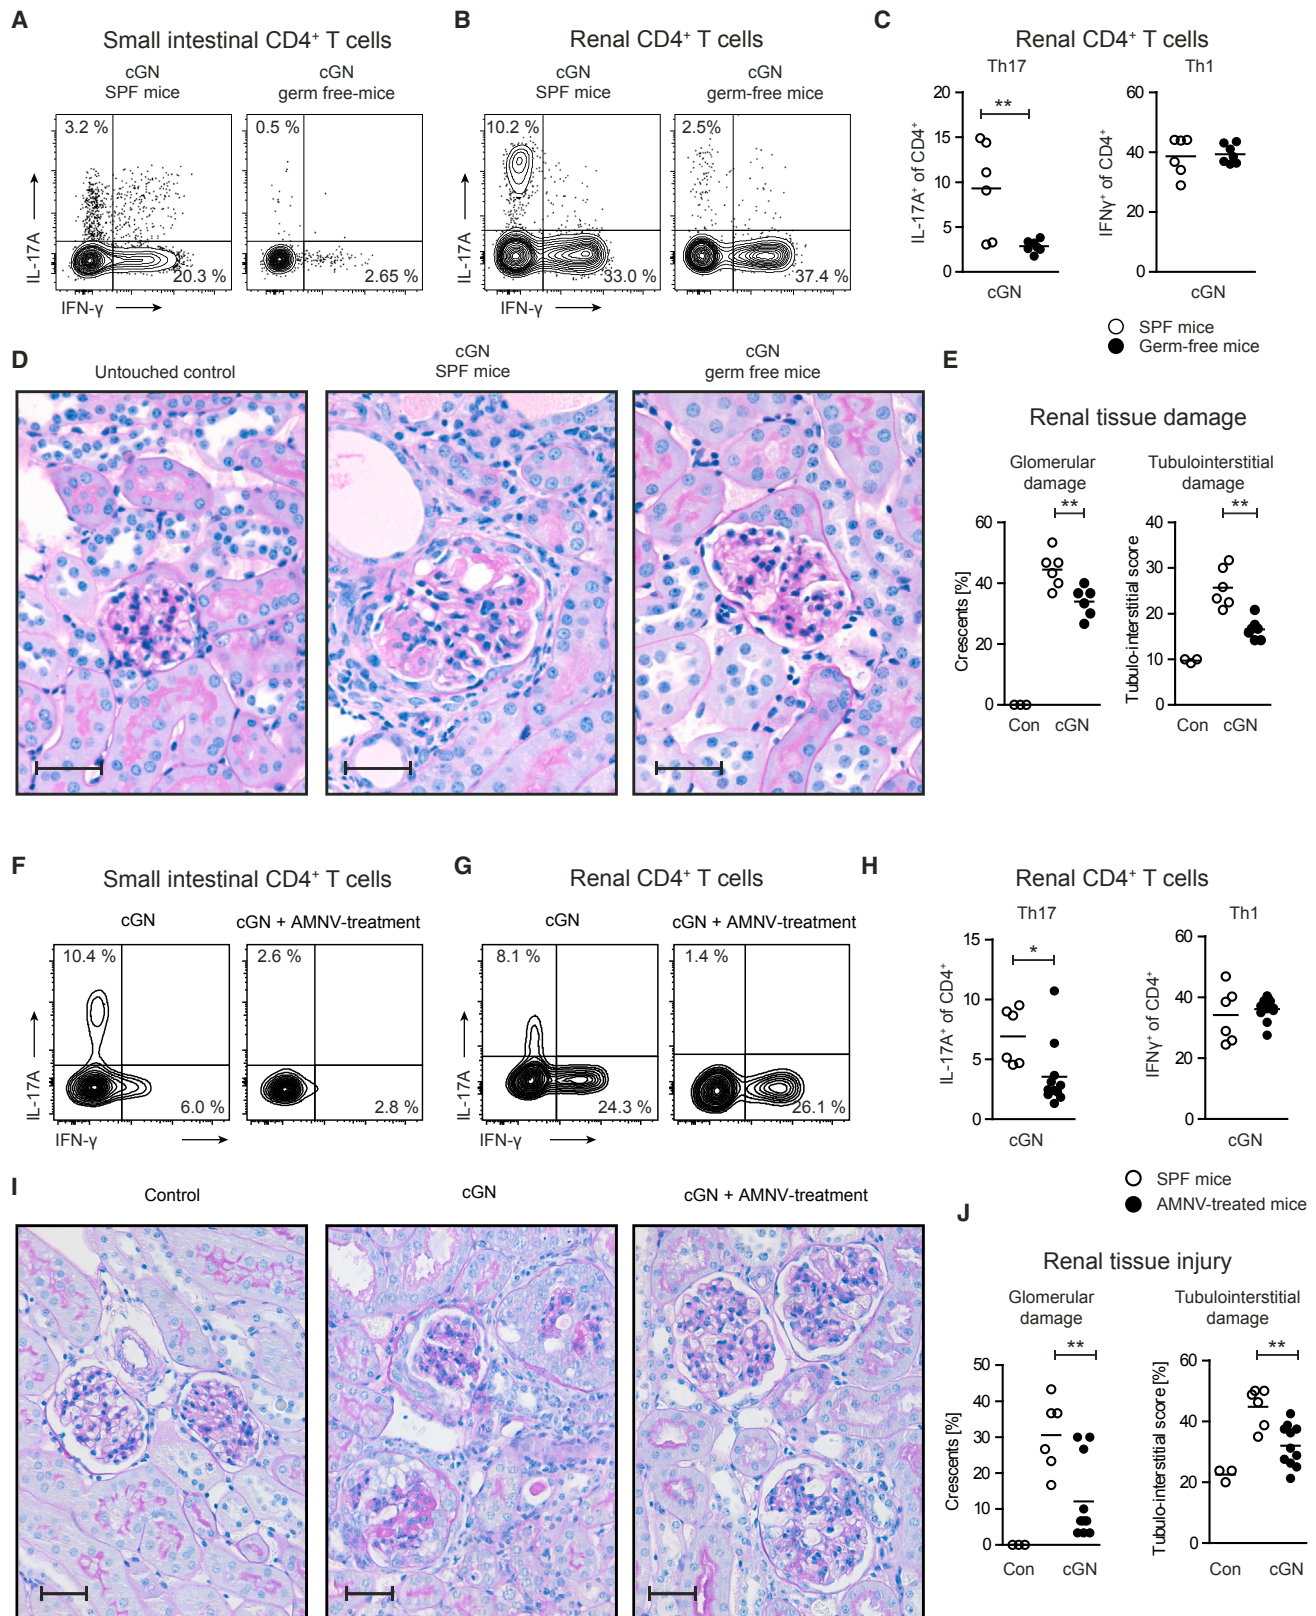 A
Small intestinal CD4⁺ T cells
cGN
SPF mice
cGN
germ free-mice
3.2 %
20.3 %
0.5 %
2.65 %
IL-17A
IFN-γ
B
Renal CD4⁺ T cells
cGN
SPF mice
cGN
germ-free mice
10.2 %
33.0 %
2.5%
37.4 %
IL-17A
IFN-γ
C
Renal CD4⁺ T cells
Th17
Th1
IL-17A⁺ of CD4⁺
20
15
10
5
0
**
cGN
IFNγ⁺ of CD4⁺
60
40
20
0
cGN
SPF mice
Germ-free mice
D
Untouched control
cGN
SPF mice
cGN
germ free mice
E
Renal tissue damage
Glomerular
damage
Tubulointerstitial
damage
Crescents [%]
60
40
20
0
**
Con cGN
Tubulo-interstitial score
40
30
20
10
0
**
Con cGN
F
Small intestinal CD4⁺ T cells
cGN
cGN + AMNV-treatment
10.4 %
6.0 %
2.6 %
2.8 %
IL-17A
IFN-γ
G
Renal CD4⁺ T cells
cGN
cGN + AMNV-treatment
8.1 %
24.3 %
1.4 %
26.1 %
IL-17A
IFN-γ
H
Renal CD4⁺ T cells
Th17
Th1
IL-17A⁺ of CD4⁺
15
10
5
0
*
cGN
IFNγ⁺ of CD4⁺
60
40
20
0
cGN
SPF mice
AMNV-treated mice
I
Control
cGN
cGN + AMNV-treatment
J
Renal tissue injury
Glomerular
damage
Tubulointerstitial
damage
Crescents [%]
50
40
30
20
10
0
**
Con cGN
Tubulo-interstitial score [%]
60
40
20
0
**
Con cGN